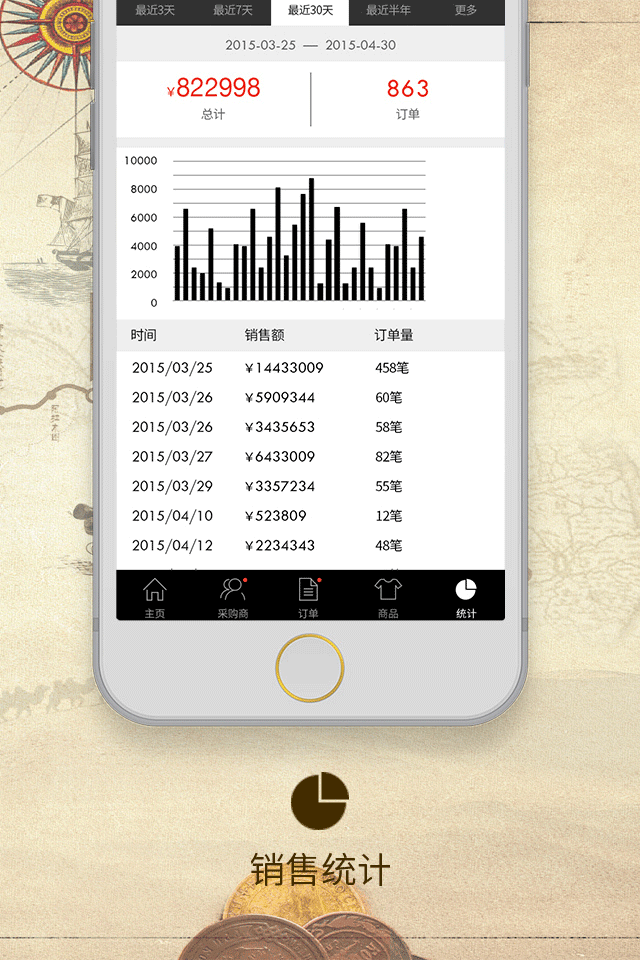 最近3天 最近7天 最近30天 最近半年 更多
2015-03-25 — 2015-04-30
¥822998 863
总计 订单
10000
8000
6000
4000
2000
0
时间 销售额 订单量
2015/03/25 ¥14433009 458笔
2015/03/26 ¥5909344 60笔
2015/03/26 ¥3435653 58笔
2015/03/27 ¥6433009 82笔
2015/03/29 ¥3357234 55笔
2015/04/10 ¥523809 12笔
2015/04/12 ¥2234343 48笔
主页 采购商 订单 商品 统计
销售统计